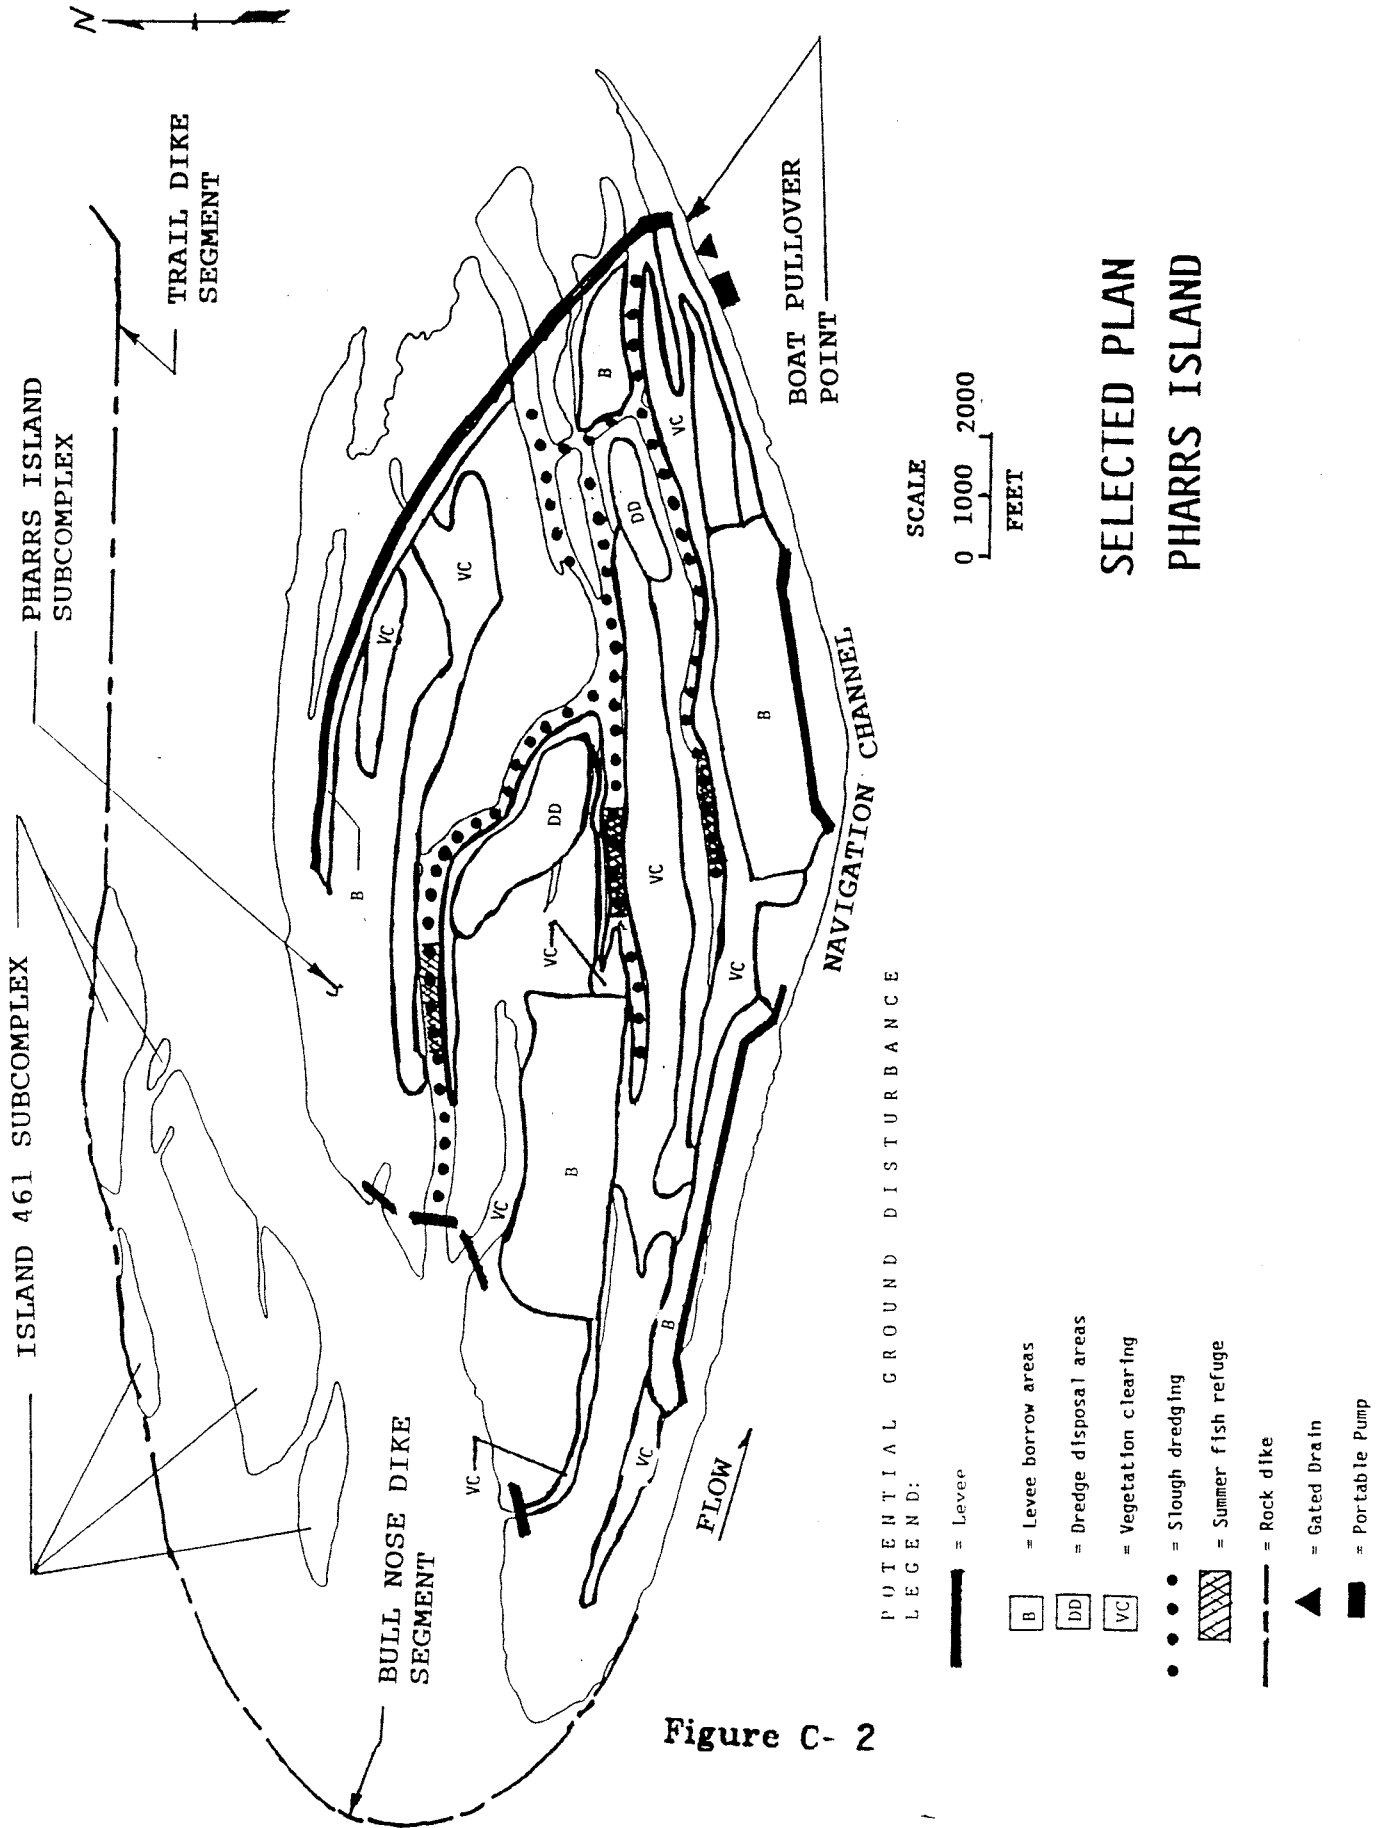 N
ISLAND 461 SUBCOMPLEX
PHARRS ISLAND
SUBCOMPLEX
TRAIL DIKE
SEGMENT
BULL NOSE DIKE
SEGMENT
VC
VC
B
VC
B
VC
DD
VC
B
DD
B
VC
VC
VC
B
VC
B
BOAT PULLOVER
POINT
NAVIGATION CHANNEL
FLOW
POTENTIAL GROUND DISTURBANCE
LEGEND:
= Levee
B = Levee borrow areas
DD = Dredge disposal areas
VC = Vegetation clearing
= Slough dredging
= Summer fish refuge
= Rock dike
= Gated Drain
= Portable Pump
SCALE
0 1000 2000
FEET
SELECTED PLAN
PHARRS ISLAND
Figure C- 2